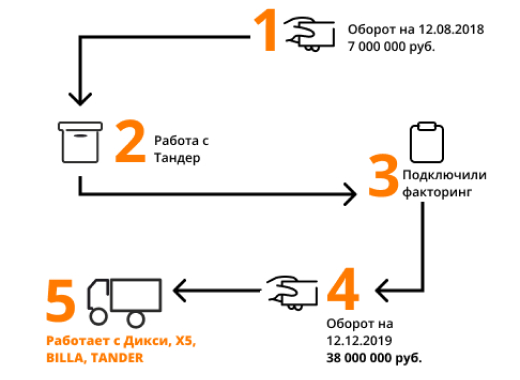 1
Оборот на 12.08.2018
7 000 000 руб.
2
Работа с
Тандер
3
Подключили
факторинг
4
Оборот на
12.12.2019
38 000 000 руб.
5
Работает с Дикси, X5,
BILLA, TANDER